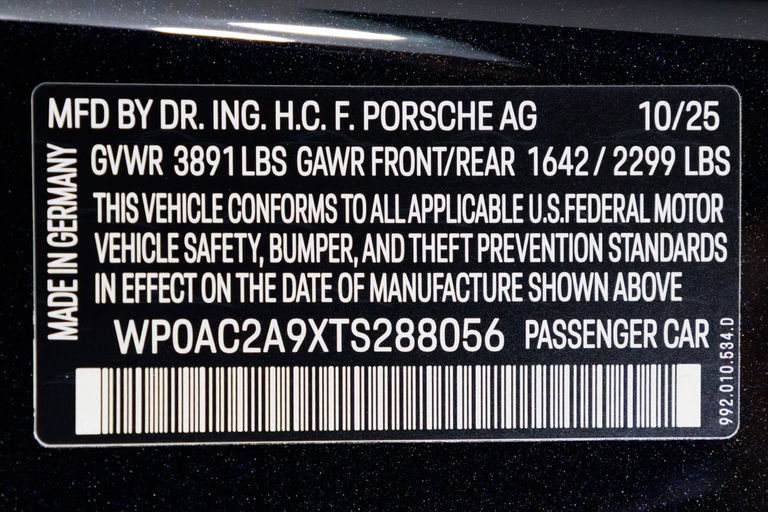 MFD BY DR. ING. H.C. F. PORSCHE AG 10/25
GVWR 3891 LBS GAWR FRONT/REAR 1642 / 2299 LBS
THIS VEHICLE CONFORMS TO ALL APPLICABLE U.S.FEDERAL MOTOR
VEHICLE SAFETY, BUMPER, AND THEFT PREVENTION STANDARDS
IN EFFECT ON THE DATE OF MANUFACTURE SHOWN ABOVE
WP0AC2A9XTS288056 PASSENGER CAR
MADE IN GERMANY
992.010.534.D